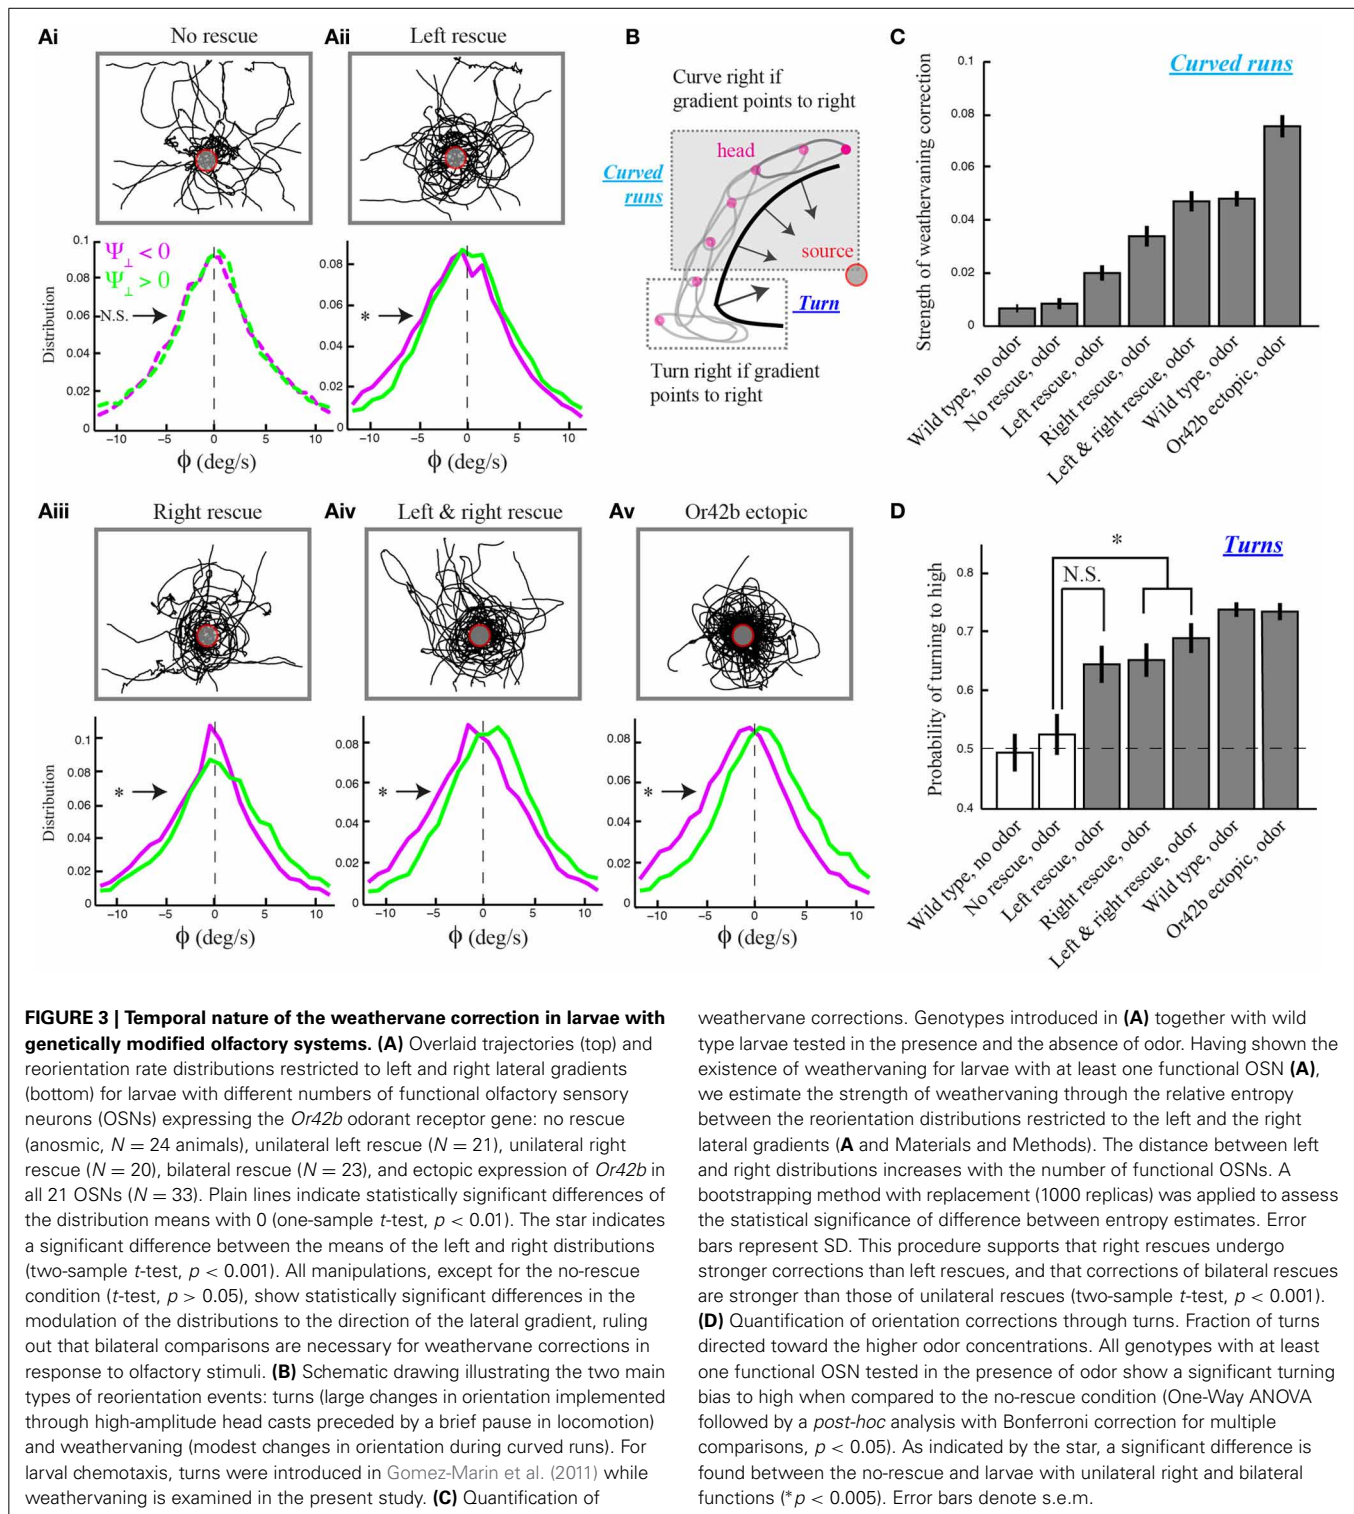 Ai
No rescue
Aii
Left rescue
Ψ⊥ < 0
Ψ⊥ > 0
N.S.
0.1
0.08
0.06
0.04
0.02
0
Distribution
-10
-5
0
5
10
ϕ (deg/s)
*
0.08
0.06
0.04
0.02
0
-10
-5
0
5
10
ϕ (deg/s)
B
Curve right if
gradient points to right
head
Curved
runs
source
Turn
Turn right if gradient
points to right
C
Curved runs
Strength of weathervaning correction
0.1
0.08
0.06
0.04
0.02
0
Wild type, no odor
No rescue, odor
Left rescue, odor
Right rescue, odor
Left & right rescue, odor
Wild type, odor
Or42b ectopic, odor
Aiii
Right rescue
Aiv
Left & right rescue
Av
Or42b ectopic
*
0.1
0.08
0.06
0.04
0.02
0
Distribution
-10
-5
0
5
10
ϕ (deg/s)
*
0.08
0.06
0.04
0.02
0
-10
-5
0
5
10
ϕ (deg/s)
*
0.08
0.06
0.04
0.02
0
-10
-5
0
5
10
ϕ (deg/s)
D
Turns
*
N.S.
Probability of turning to high
0.8
0.7
0.6
0.5
0.4
Wild type, no odor
No rescue, odor
Left rescue, odor
Right rescue, odor
Left & right rescue, odor
Wild type, odor
Or42b ectopic, odor
FIGURE 3 | Temporal nature of the weathervane correction in larvae with
genetically modified olfactory systems. (A) Overlaid trajectories (top) and
reorientation rate distributions restricted to left and right lateral gradients
(bottom) for larvae with different numbers of functional olfactory sensory
neurons (OSNs) expressing the Or42b odorant receptor gene: no rescue
(anosmic, N = 24 animals), unilateral left rescue (N = 21), unilateral right
rescue (N = 20), bilateral rescue (N = 23), and ectopic expression of Or42b in
all 21 OSNs (N = 33). Plain lines indicate statistically significant differences of
the distribution means with 0 (one-sample t-test, p < 0.01). The star indicates
a significant difference between the means of the left and right distributions
(two-sample t-test, p < 0.001). All manipulations, except for the no-rescue
condition (t-test, p > 0.05), show statistically significant differences in the
modulation of the distributions to the direction of the lateral gradient, ruling
out that bilateral comparisons are necessary for weathervane corrections in
response to olfactory stimuli. (B) Schematic drawing illustrating the two main
types of reorientation events: turns (large changes in orientation implemented
through high-amplitude head casts preceded by a brief pause in locomotion)
and weathervaning (modest changes in orientation during curved runs). For
larval chemotaxis, turns were introduced in Gomez-Marin et al. (2011) while
weathervaning is examined in the present study. (C) Quantification of
weathervane corrections. Genotypes introduced in (A) together with wild
type larvae tested in the presence and the absence of odor. Having shown the
existence of weathervaning for larvae with at least one functional OSN (A),
we estimate the strength of weathervaning through the relative entropy
between the reorientation distributions restricted to the left and the right
lateral gradients (A and Materials and Methods). The distance between left
and right distributions increases with the number of functional OSNs. A
bootstrapping method with replacement (1000 replicas) was applied to assess
the statistical significance of difference between entropy estimates. Error
bars represent SD. This procedure supports that right rescues undergo
stronger corrections than left rescues, and that corrections of bilateral rescues
are stronger than those of unilateral rescues (two-sample t-test, p < 0.001).
(D) Quantification of orientation corrections through turns. Fraction of turns
directed toward the higher odor concentrations. All genotypes with at least
one functional OSN tested in the presence of odor show a significant turning
bias to high when compared to the no-rescue condition (One-Way ANOVA
followed by a post-hoc analysis with Bonferroni correction for multiple
comparisons, p < 0.05). As indicated by the star, a significant difference is
found between the no-rescue and larvae with unilateral right and bilateral
functions (*p < 0.005). Error bars denote s.e.m.